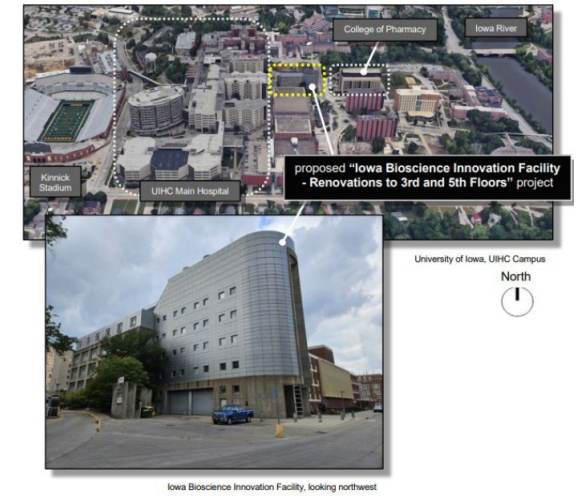 College of Pharmacy
Iowa River
proposed “Iowa Bioscience Innovation Facility
- Renovations to 3rd and 5th Floors” project
Kinnick
Stadium
UIHC Main Hospital
University of Iowa, UIHC Campus
North
Iowa Bioscience Innovation Facility, looking northwest